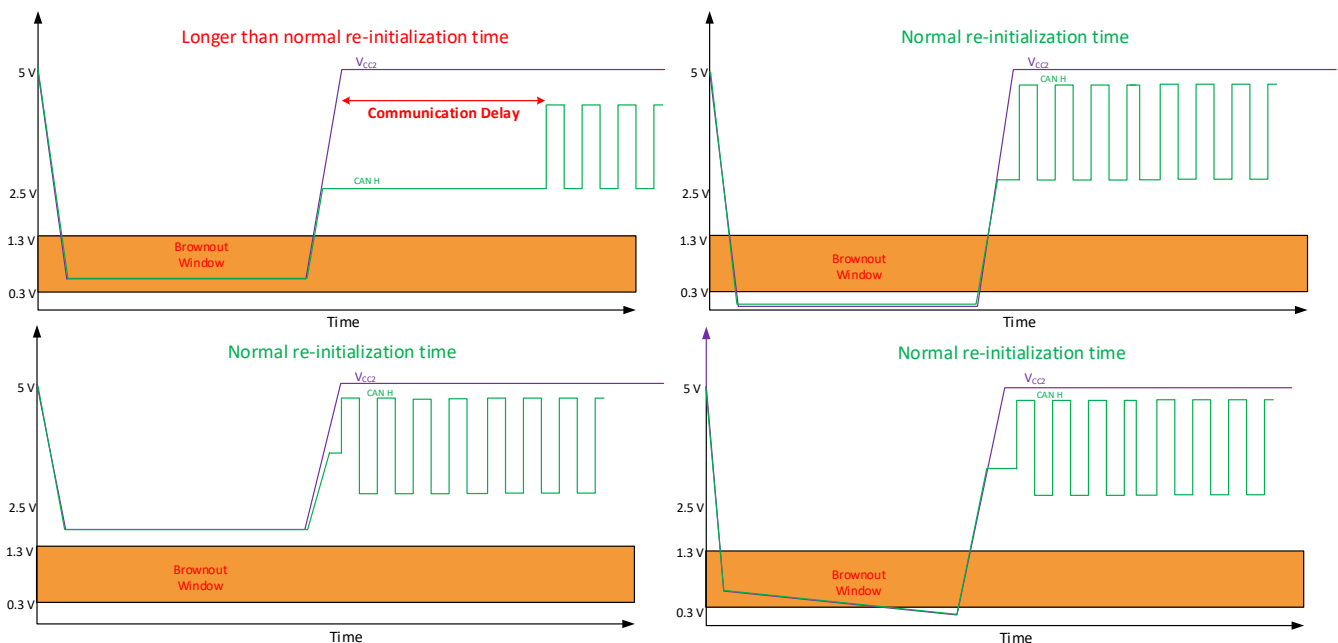 Longer than normal re-initialization time
VCC2
5 V
Communication Delay
CAN H
2.5 V
1.3 V
Brownout
Window
0.3 V
Time
Normal re-initialization time
VCC2
5 V
CAN H
2.5 V
1.3 V
Brownout
Window
0.3 V
Time
Normal re-initialization time
VCC2
5 V
CAN H
2.5 V
1.3 V
Brownout
Window
0.3 V
Time
Normal re-initialization time
VCC2
5 V
CAN H
2.5 V
1.3 V
Brownout
Window
0.3 V
Time